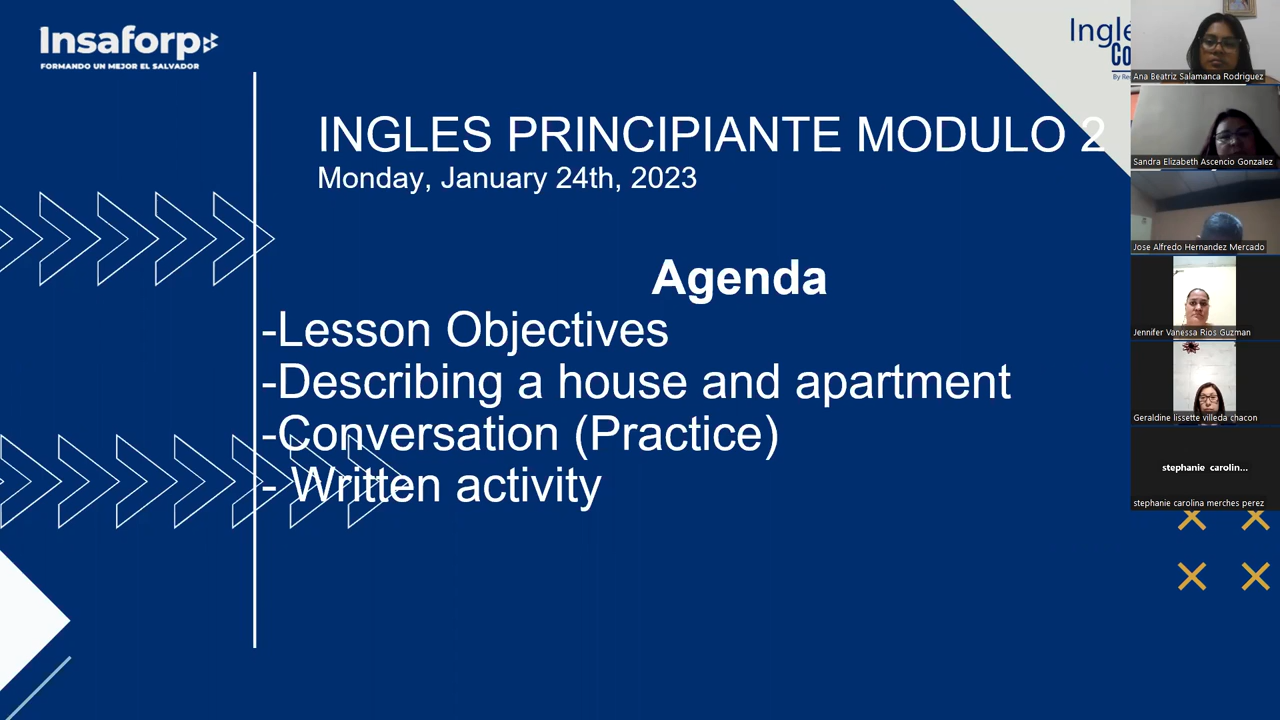 Insaforp
FORMANDO UN MEJOR EL SALVADOR
INGLES PRINCIPIANTE MODULO 2
Monday, January 24th, 2023
Agenda
-Lesson Objectives
-Describing a house and apartment
-Conversation (Practice)
- Written activity
Ana Beatriz Salamanca Rodriguez
Sandra Elizabeth Ascencio Gonzalez
Jose Alfredo Hernandez Mercado
Jennifer Vanessa Rios Guzman
Geraldine lissette villeda chacon
stephanie carolin...
stephanie carolina merches perez